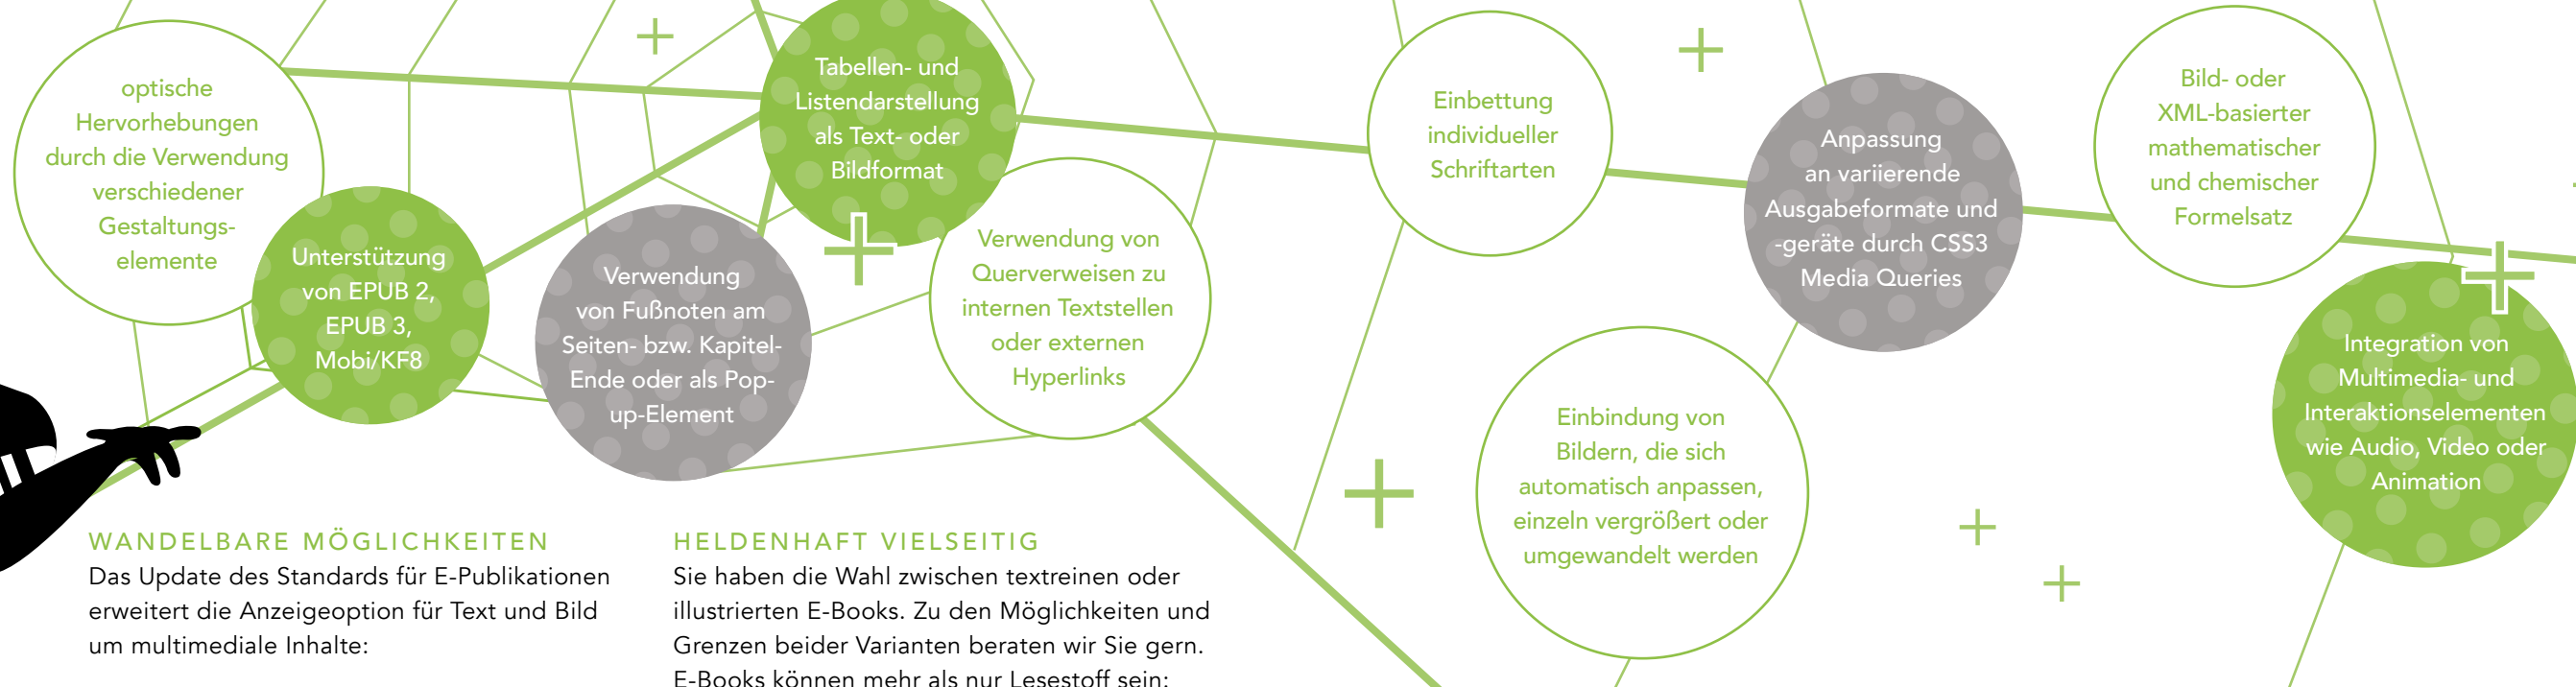 optische
Hervorhebungen
durch die Verwendung
verschiedener
Gestaltungs-
elemente
Unterstützung
von EPUB 2,
EPUB 3,
Mobi/KF8
Verwendung
von Fußnoten am
Seiten- bzw. Kapitel-
Ende oder als Pop-
up-Element
Tabellen- und
Listendarstellung
als Text- oder
Bildformat
Verwendung von
Querverweisen zu
internen Textstellen
oder externen
Hyperlinks
Einbettung
individueller
Schriftarten
Einbindung von
Bildern, die sich
automatisch anpassen,
einzeln vergrößert oder
umgewandelt werden
Anpassung
an variierende
Ausgabeformate und
-geräte durch CSS3
Media Queries
Bild- oder
XML-basierter
mathematischer
und chemischer
Formelsatz
Integration von
Multimedia- und
Interaktionselementen
wie Audio, Video oder
Animation
WANDELBARE MÖGLICHKEITEN
Das Update des Standards für E-Publikationen
erweitert die Anzeigeoption für Text und Bild
um multimediale Inhalte:
HELDENHAFT VIELSEITIG
Sie haben die Wahl zwischen textreinen oder
illustrierten E-Books. Zu den Möglichkeiten und
Grenzen beider Varianten beraten wir Sie gern.
E-Books können mehr als nur Lesestoff sein: